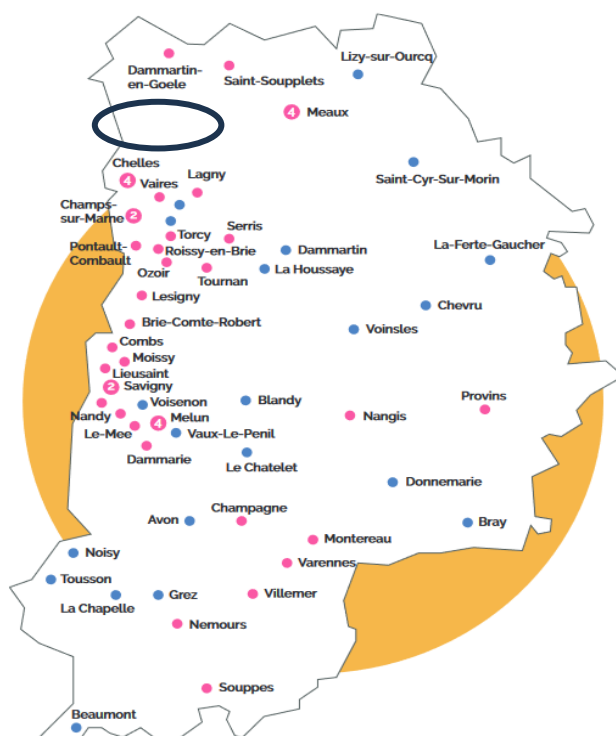 Lizy-sur-Ourcq
Dammartin-
en-Goele
Saint-Soupplets
4
Meaux
Chelles
4
Vaires
Lagny
Saint-Cyr-Sur-Morin
Champs-
sur-Marne
2
Torcy
Serris
Pontault-
Combault
Roissy-en-Brie
Dammartin
La-Ferte-Gaucher
Ozoir
Tournan
La Houssaye
Lesigny
Chevru
Brie-Comte-Robert
Voinsles
Combs
Moissy
Lieusaint
2
Savigny
Voisenon
Blandy
Provins
Nandy
4
Melun
Nangis
Le-Mee
Vaux-Le-Penil
Dammarie
Le Chatelet
Donnemarie
Champagne
Avon
Bray
Montereau
Noisy
Varennes
Tousson
La Chapelle
Grez
Villemer
Nemours
Souppes
Beaumont